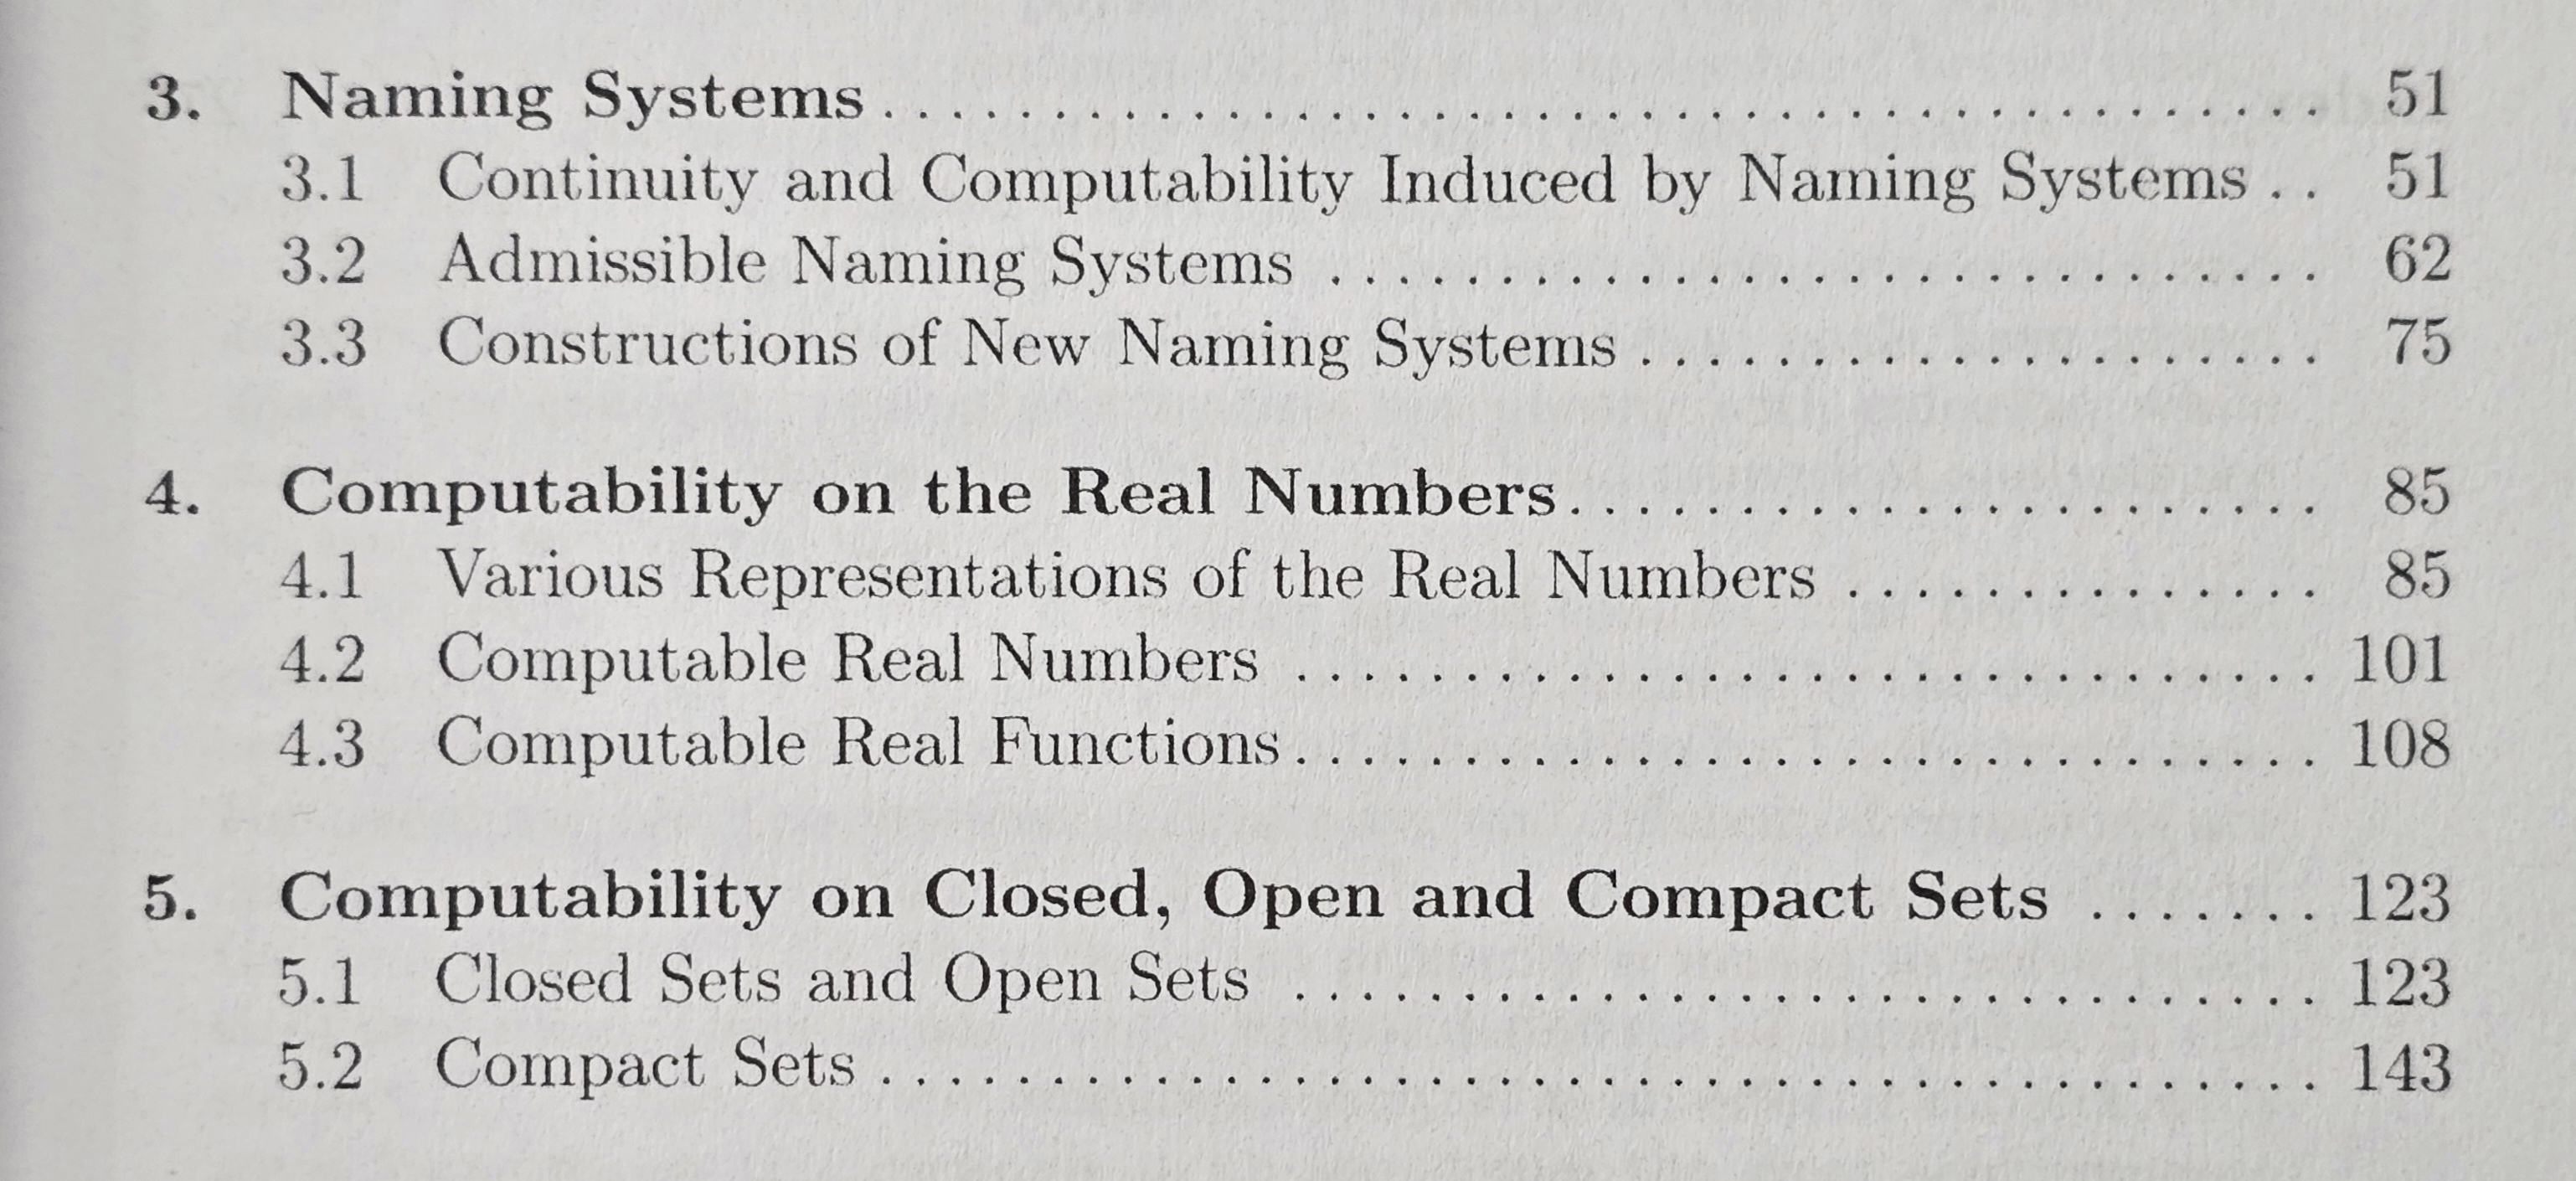 3. Naming Systems . . . . . . . . . . . . . . . . . . . . . . . . . . . . . . . . . . . . . . . . . . 51
3.1 Continuity and Computability Induced by Naming Systems . . 51
3.2 Admissible Naming Systems . . . . . . . . . . . . . . . . . . . . . . . . . . . . . 62
3.3 Constructions of New Naming Systems . . . . . . . . . . . . . . . . . . . . 75
4. Computability on the Real Numbers . . . . . . . . . . . . . . . . . . . . . . 85
4.1 Various Representations of the Real Numbers . . . . . . . . . . . . . . 85
4.2 Computable Real Numbers . . . . . . . . . . . . . . . . . . . . . . . . . . . . . . 101
4.3 Computable Real Functions . . . . . . . . . . . . . . . . . . . . . . . . . . . . . . 108
5. Computability on Closed, Open and Compact Sets . . . . . . . 123
5.1 Closed Sets and Open Sets . . . . . . . . . . . . . . . . . . . . . . . . . . . . . . 123
5.2 Compact Sets . . . . . . . . . . . . . . . . . . . . . . . . . . . . . . . . . . . . . . . . . . 143